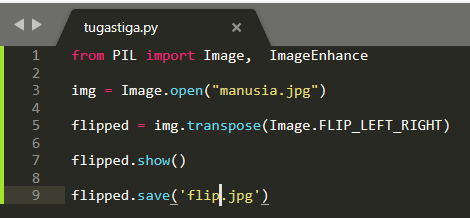 tugastiga.py
1 from PIL import Image,  ImageEnhance
2
3 img = Image.open("manusia.jpg")
4
5 flipped = img.transpose(Image.FLIP_LEFT_RIGHT)
6
7 flipped.show()
8
9 flipped.save('flip.jpg')